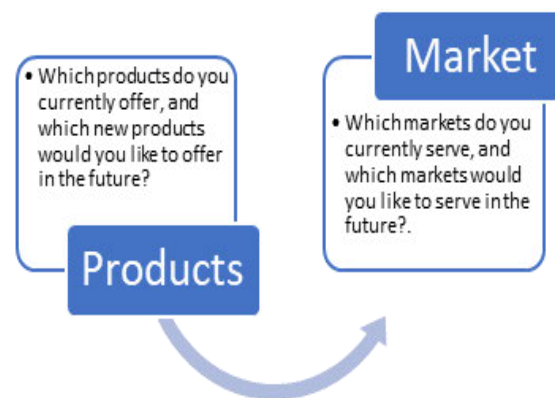 • Which products do you
currently offer, and
which new products
would you like to offer
in the future?
Products
Market
• Which markets do you
currently serve, and
which markets would
you like to serve in the
future?.